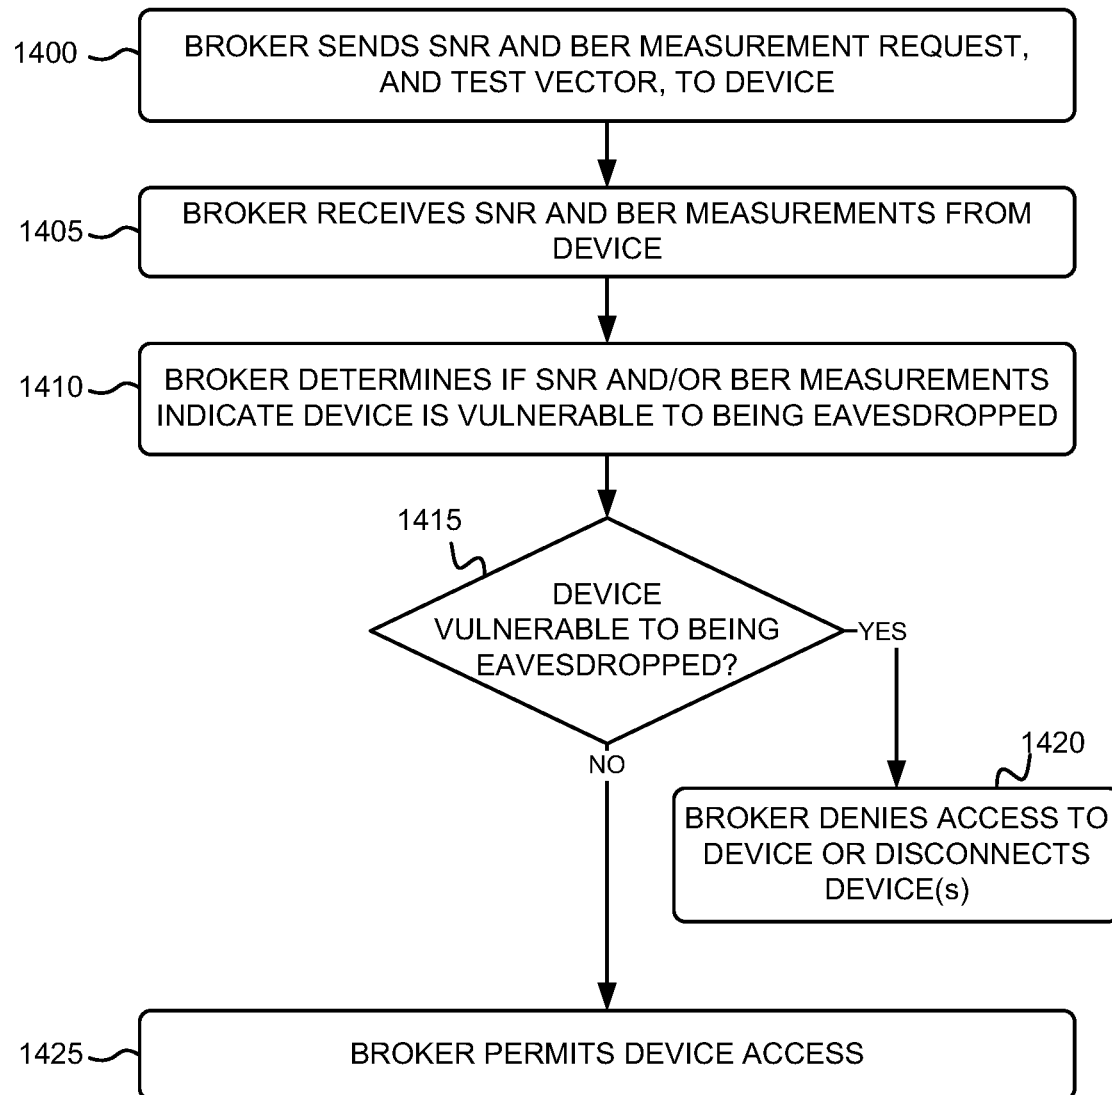 1400
BROKER SENDS SNR AND BER MEASUREMENT REQUEST,
AND TEST VECTOR, TO DEVICE
1405
BROKER RECEIVES SNR AND BER MEASUREMENTS FROM
DEVICE
1410
BROKER DETERMINES IF SNR AND/OR BER MEASUREMENTS
INDICATE DEVICE IS VULNERABLE TO BEING EAVESDROPPED
1415
DEVICE
VULNERABLE TO BEING
EAVESDROPPED?
YES
NO
1420
BROKER DENIES ACCESS TO
DEVICE OR DISCONNECTS
DEVICE(s)
1425
BROKER PERMITS DEVICE ACCESS